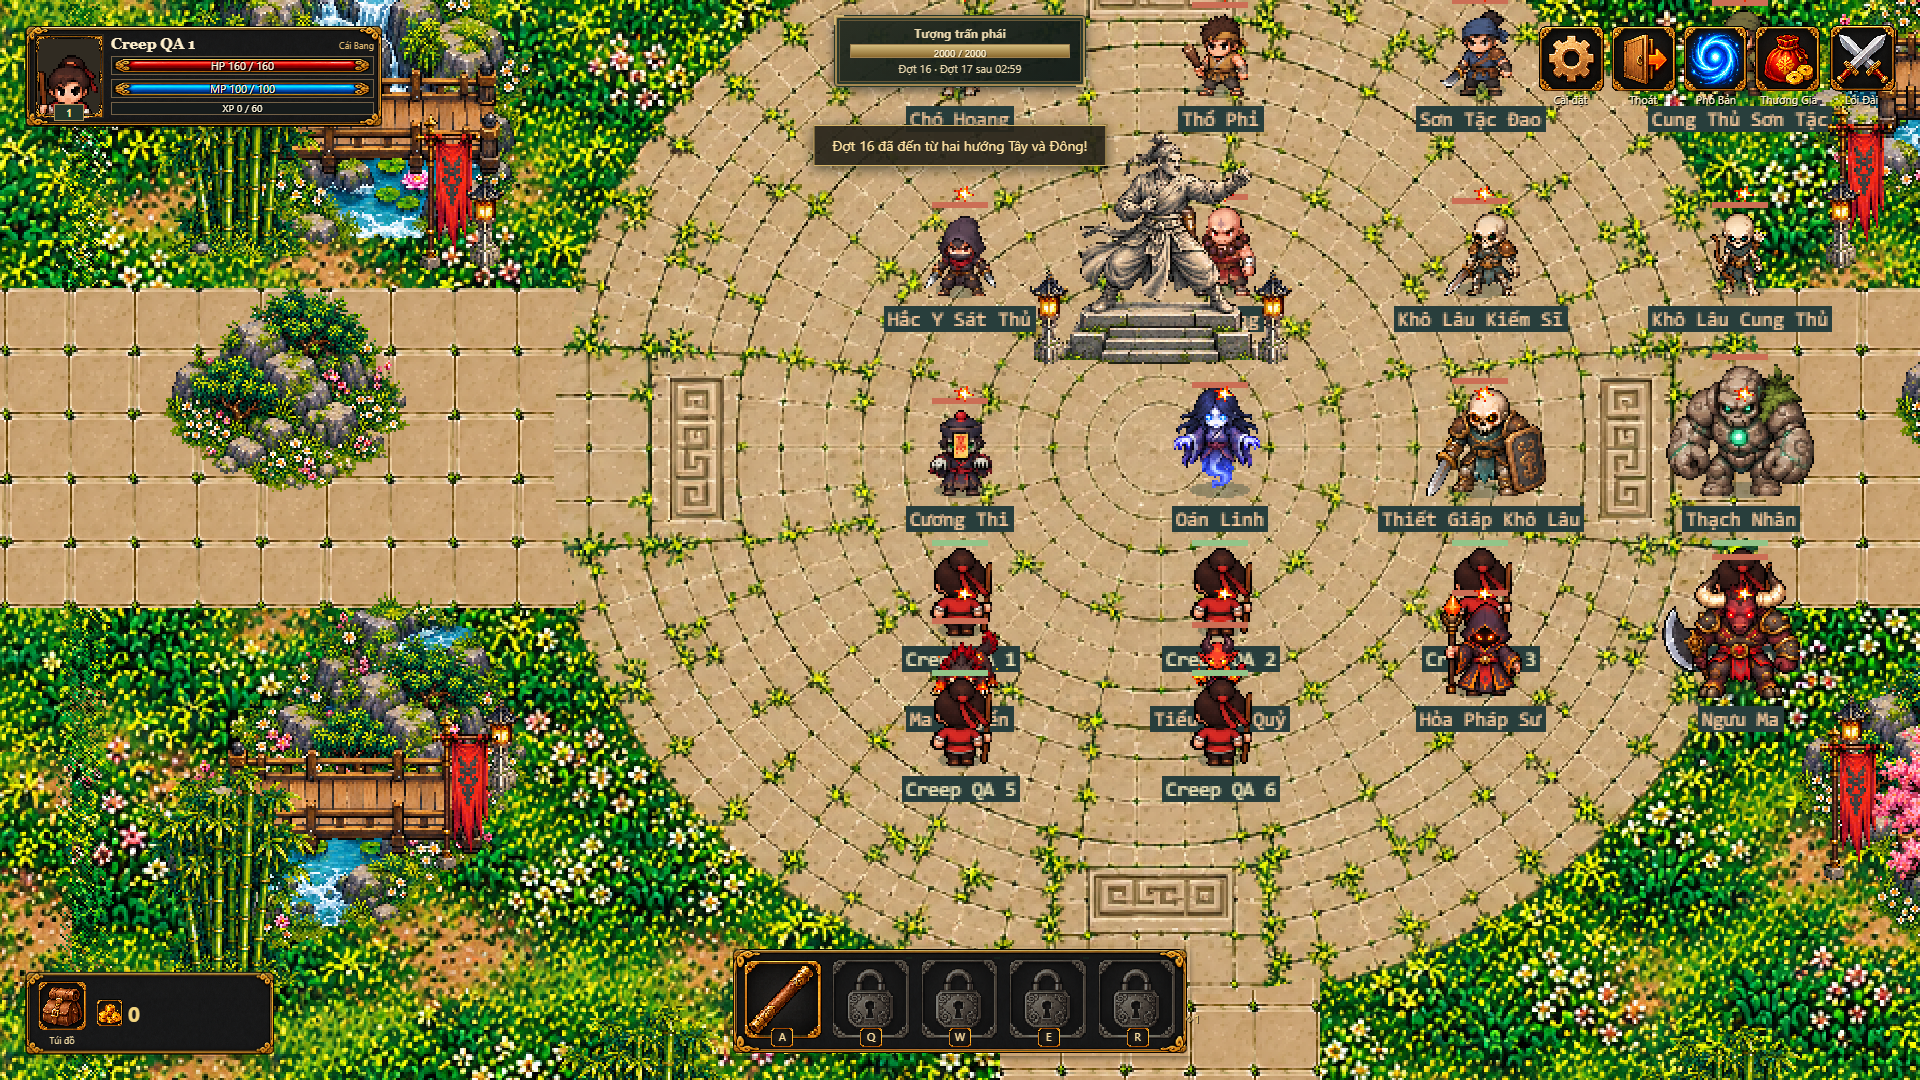 Creep QA 1
Cái Bang
HP 160 / 160
MP 100 / 100
XP 0 / 60
1
Tượng trấn phái
2000 / 2000
Đợt 16 · Đợt 17 sau 02:59
Đợt 16 đã đến từ hai hướng Tây và Đông!
Cài đặt
Thoát
Phó Bản
Thương Gia
Lôi Đài
Chó Hoang
Thổ Phỉ
Sơn Tặc Đao
Cung Thủ Sơn Tặc
Hắc Y Sát Thủ
Khô Lâu Kiếm Sĩ
Khô Lâu Cung Thủ
Cương Thi
Oán Linh
Thiết Giáp Khô Lâu
Thạch Nhân
1
2
3
Quỷ
Hỏa Pháp Sư
Ngưu Ma
Creep QA 5
Creep QA 6
0
Túi đồ
A
Q
W
E
R